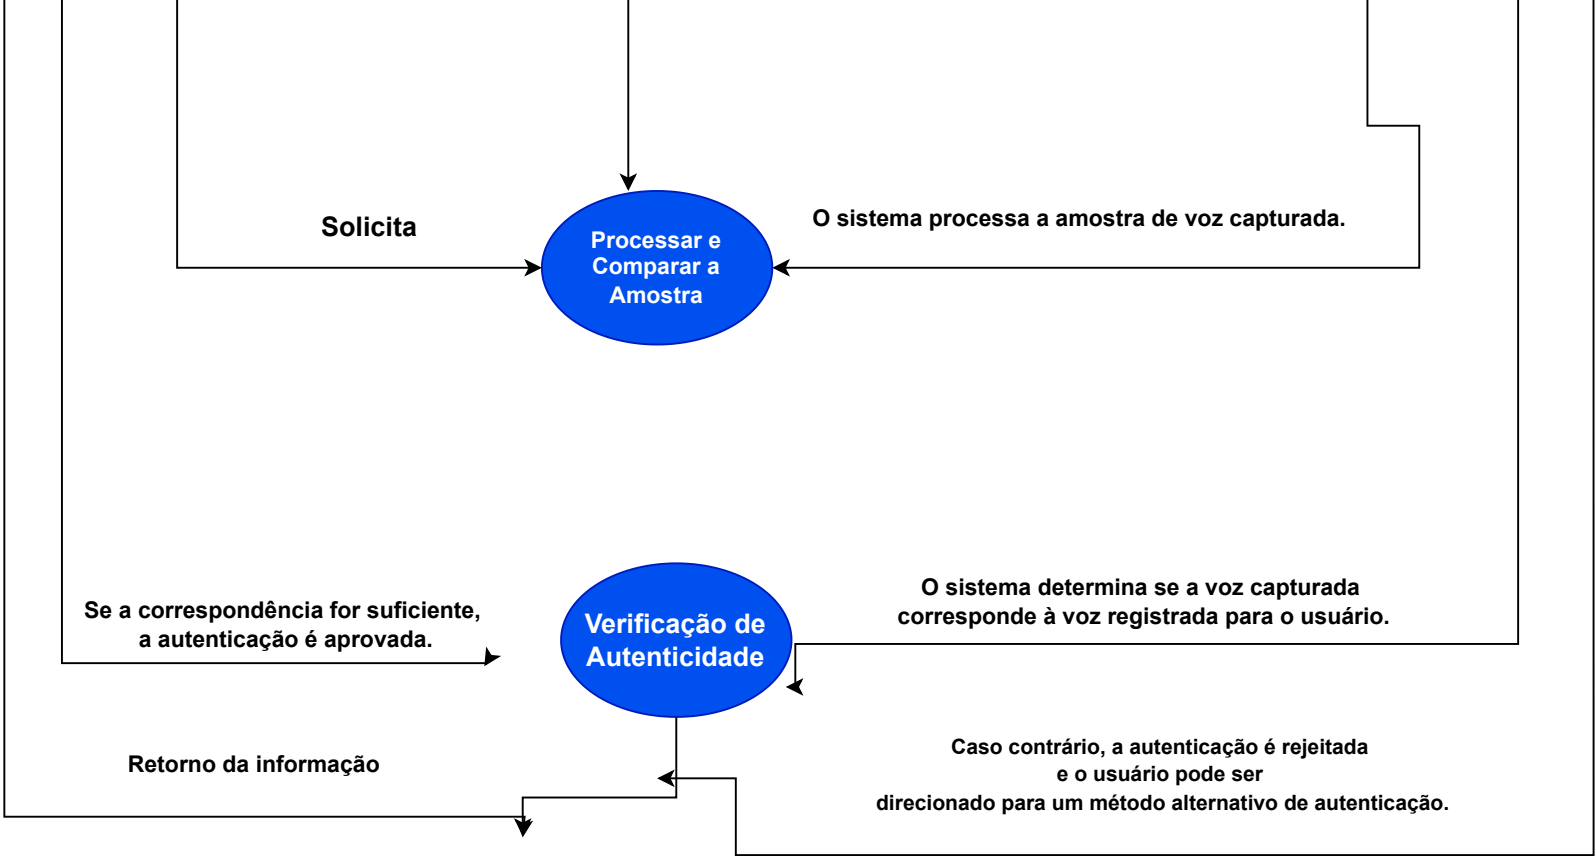 Solicita
Processar e
Comparar a
Amostra
O sistema processa a amostra de voz capturada.
Se a correspondência for suficiente,
a autenticação é aprovada.
Verificação de
Autenticidade
O sistema determina se a voz capturada
corresponde à voz registrada para o usuário.
Retorno da informação
Caso contrário, a autenticação é rejeitada
e o usuário pode ser
direcionado para um método alternativo de autenticação.